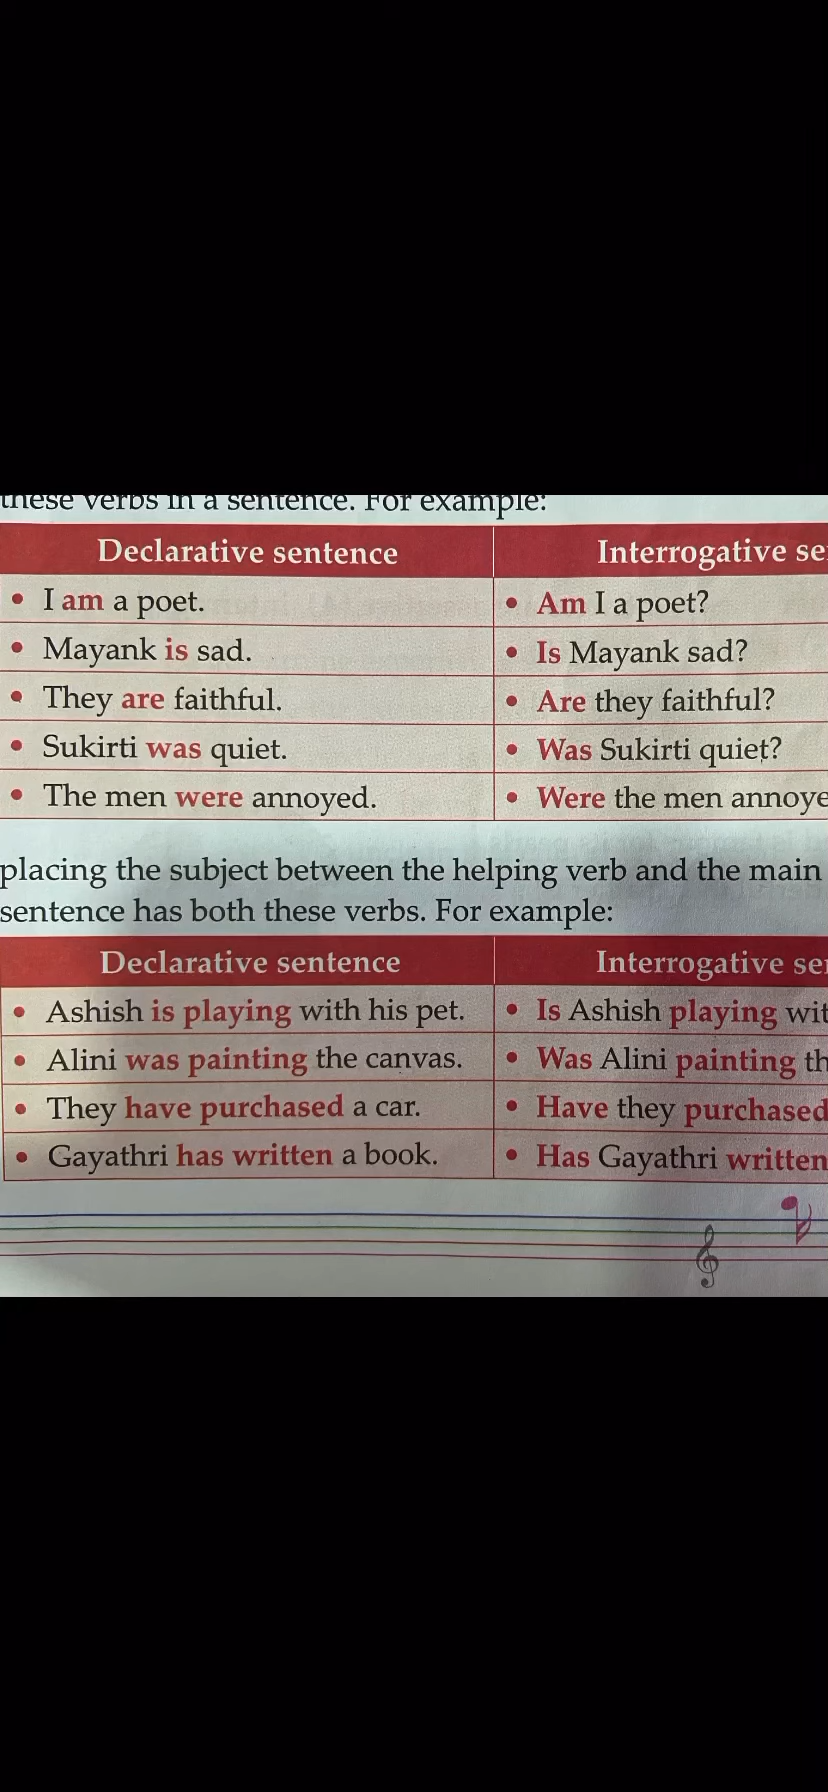 these verbs in a sentence. For example:
Declarative sentence Interrogative se
• I am a poet. • Am I a poet?
• Mayank is sad. • Is Mayank sad?
• They are faithful. • Are they faithful?
• Sukirti was quiet. • Was Sukirti quiet?
• The men were annoyed. • Were the men annoye
placing the subject between the helping verb and the main
sentence has both these verbs. For example:
Declarative sentence Interrogative se
• Ashish is playing with his pet. • Is Ashish playing wit
• Alini was painting the canvas. • Was Alini painting th
• They have purchased a car. • Have they purchased
• Gayathri has written a book. • Has Gayathri written